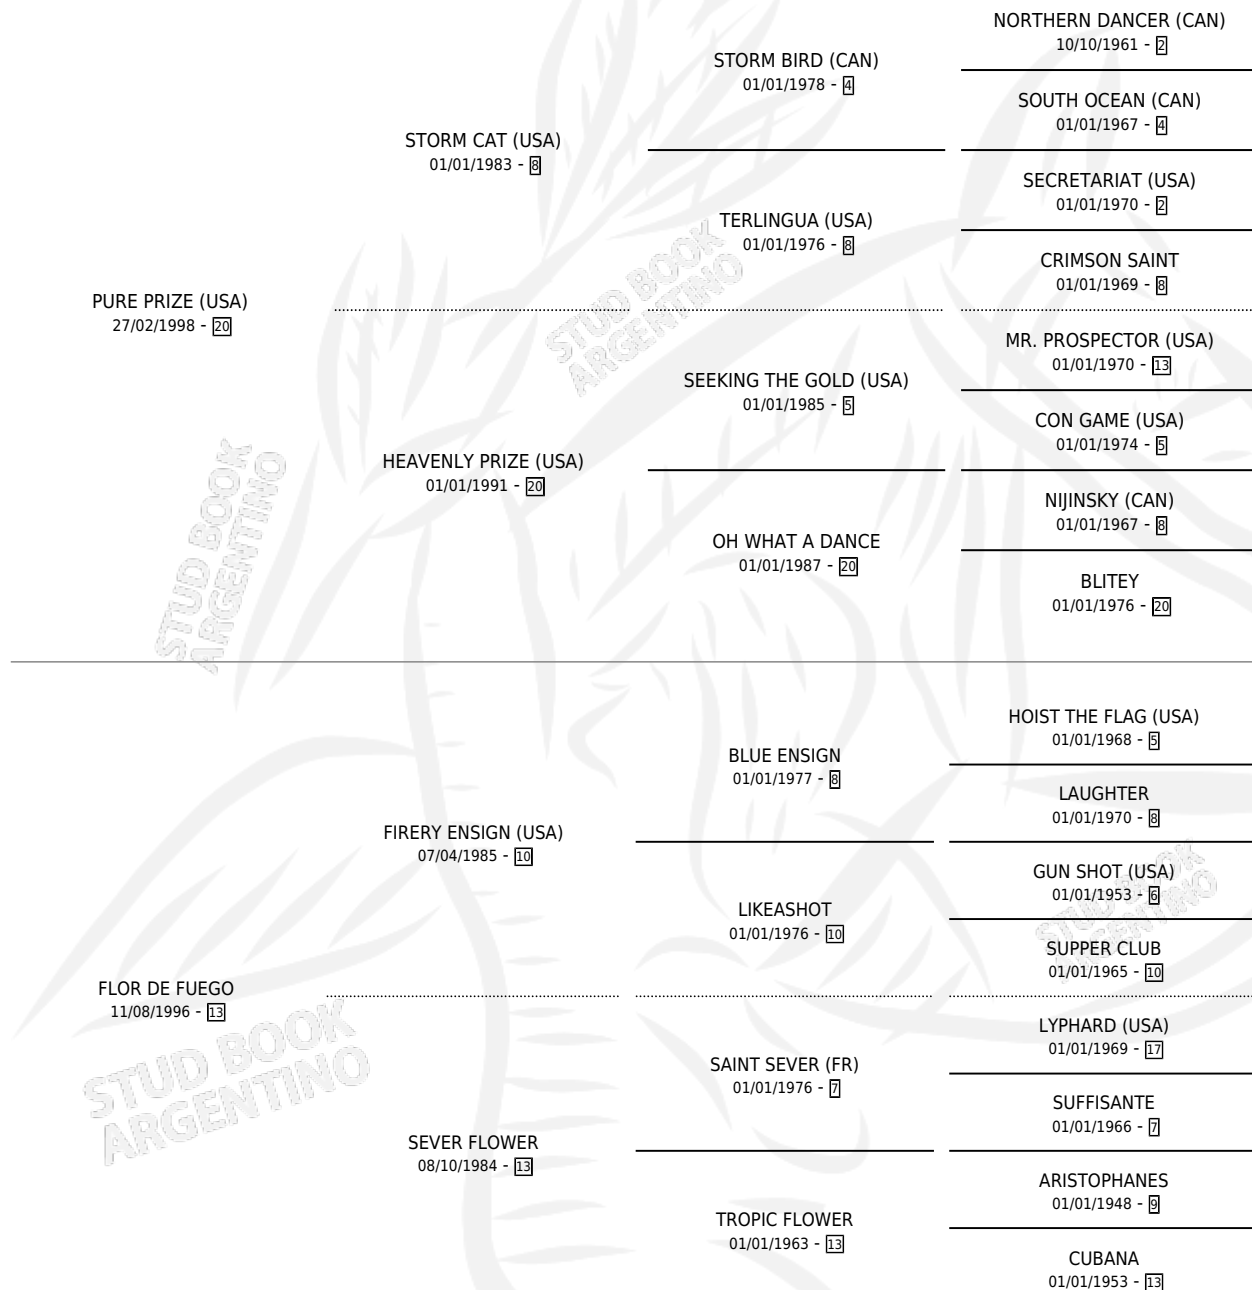 NORTHERN DANCER (CAN)
10/10/1961 - 2
STORM BIRD (CAN)
01/01/1978 - 4
SOUTH OCEAN (CAN)
01/01/1967 - 4
STORM CAT (USA)
01/01/1983 - 8
SECRETARIAT (USA)
01/01/1970 - 2
TERLINGUA (USA)
01/01/1976 - 8
CRIMSON SAINT
01/01/1969 - 8
PURE PRIZE (USA)
27/02/1998 - 20
MR. PROSPECTOR (USA)
01/01/1970 - 13
SEEKING THE GOLD (USA)
01/01/1985 - 5
CON GAME (USA)
01/01/1974 - 5
HEAVENLY PRIZE (USA)
01/01/1991 - 20
NIJINSKY (CAN)
01/01/1967 - 8
OH WHAT A DANCE
01/01/1987 - 20
BLITEY
01/01/1976 - 20
HOIST THE FLAG (USA)
01/01/1968 - 5
BLUE ENSIGN
01/01/1977 - 8
LAUGHTER
01/01/1970 - 8
FIRERY ENSIGN (USA)
07/04/1985 - 10
GUN SHOT (USA)
01/01/1953 - 6
LIKEASHOT
01/01/1976 - 10
SUPPER CLUB
01/01/1965 - 10
FLOR DE FUEGO
11/08/1996 - 13
LYPHARD (USA)
01/01/1969 - 17
SAINT SEVER (FR)
01/01/1976 - 7
SUFFISANTE
01/01/1966 - 7
SEVER FLOWER
08/10/1984 - 13
ARISTOPHANES
01/01/1948 - 9
TROPIC FLOWER
01/01/1963 - 13
CUBANA
01/01/1953 - 13
STUD BOOK
ARGENTINO
STUD BOOK
ARGENTINO
STUD BOOK
ARGENTINO
STUD BOOK
ARGENTINO